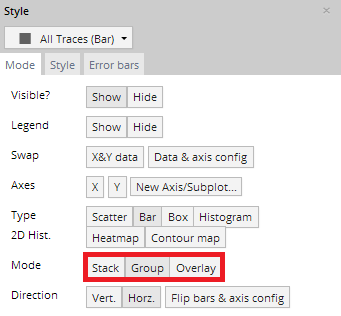 Style ×
All Traces (Bar)
Mode Style Error bars
Visible? Show Hide
Legend Show Hide
Swap X&Y data Data & axis config
Axes X Y New Axis/Subplot...
Type Scatter Bar Box Histogram
2D Hist. Heatmap Contour map
Mode Stack Group Overlay
Direction Vert. Horz. Flip bars & axis config